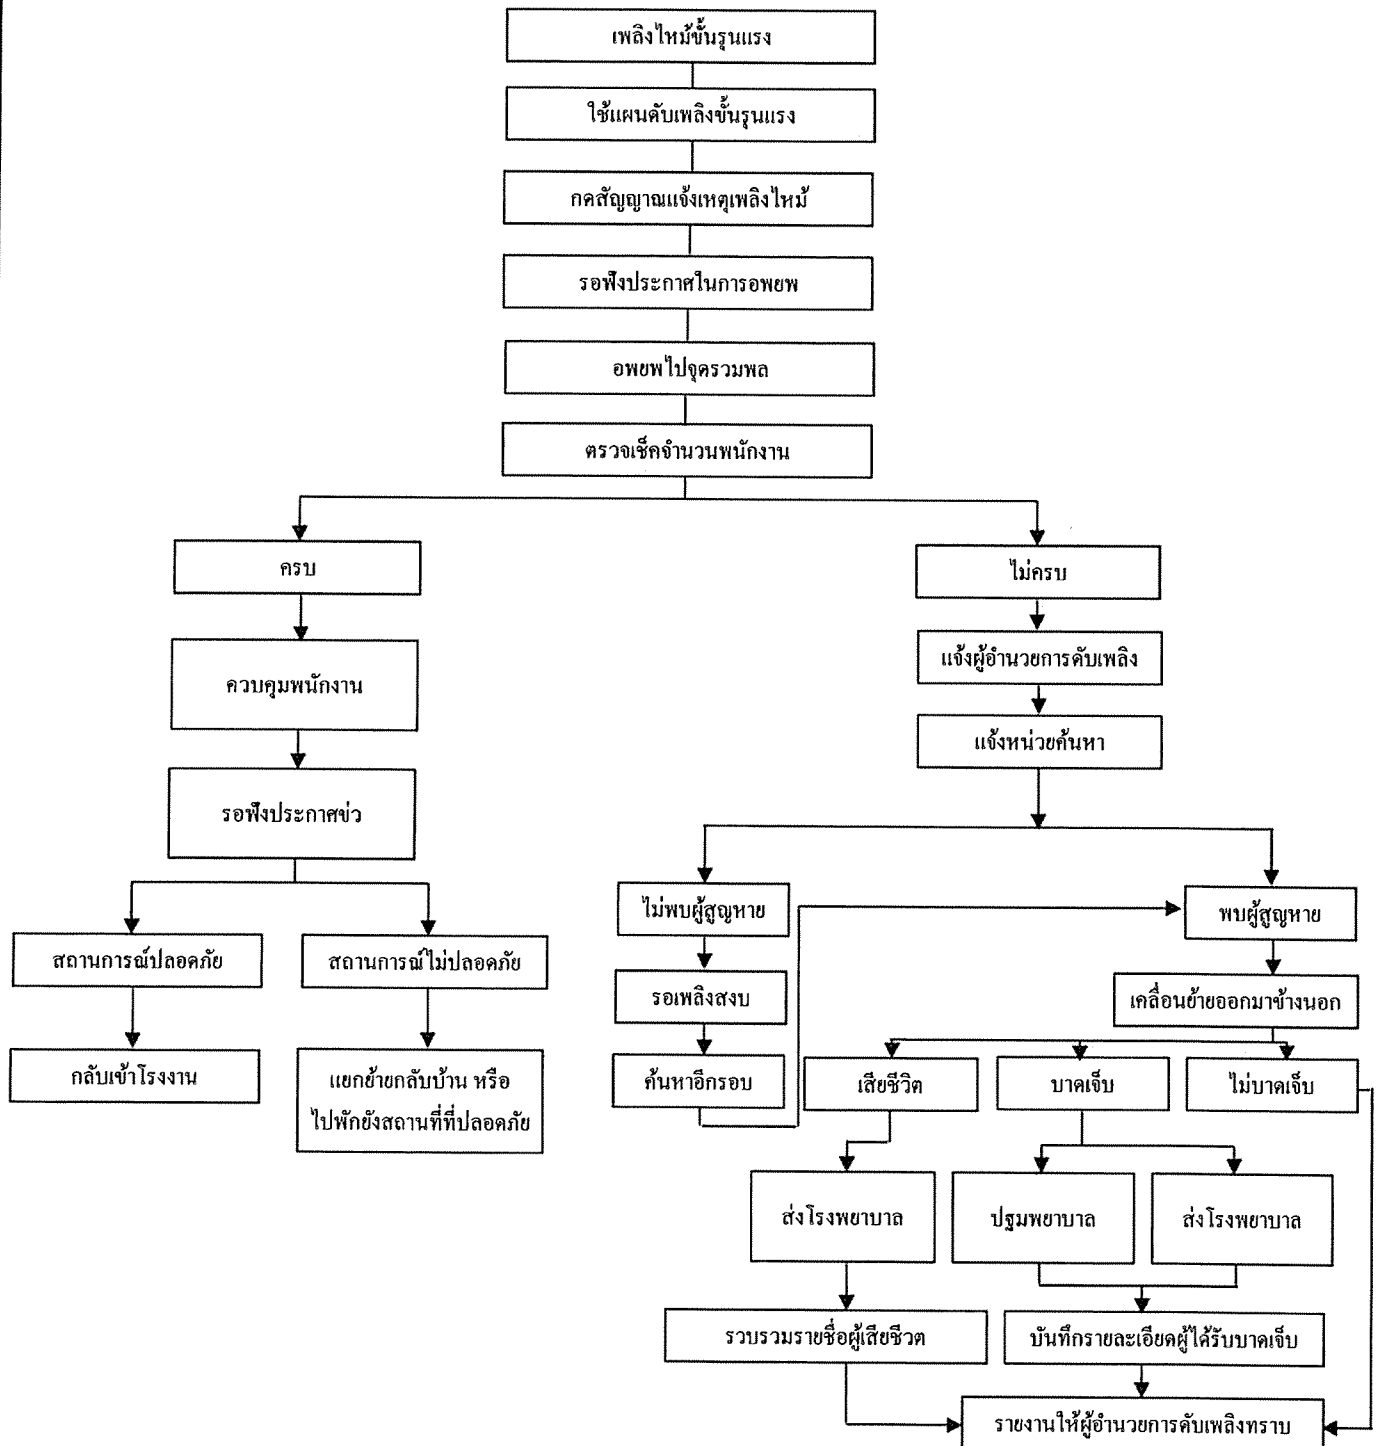 เพลิงไหม้ขั้นรุนแรง
ใช้แผนดับเพลิงขั้นรุนแรง
กดสัญญาณแจ้งเหตุเพลิงไหม้
รอฟังประกาศในการอพยพ
อพยพไปจุดรวมพล
ตรวจเช็คจำนวนพนักงาน
ครบ
ไม่ครบ
แจ้งผู้อำนวยการดับเพลิง
ควบคุมพนักงาน
แจ้งหน่วยค้นหา
รอฟังประกาศข่ว
ไม่พบผู้สูญหาย
พบผู้สูญหาย
สถานการณ์ปลอดภัย
สถานการณ์ไม่ปลอดภัย
รอเพลิงสงบ
เคลื่อนย้ายออกมาข้างนอก
กลับเข้าโรงงาน
แยกย้ายกลับบ้าน หรือ
ไปพักยังสถานที่ที่ปลอดภัย
ค้นหาอีกรอบ
เสียชีวิต
บาดเจ็บ
ไม่บาดเจ็บ
ส่งโรงพยาบาล
ปฐมพยาบาล
ส่งโรงพยาบาล
รวบรวมรายชื่อผู้เสียชีวต
บันทึกรายละเอียดผู้ได้รับบาดเจ็บ
รายงานให้ผู้อำนวยการดับเพลิงทราบ